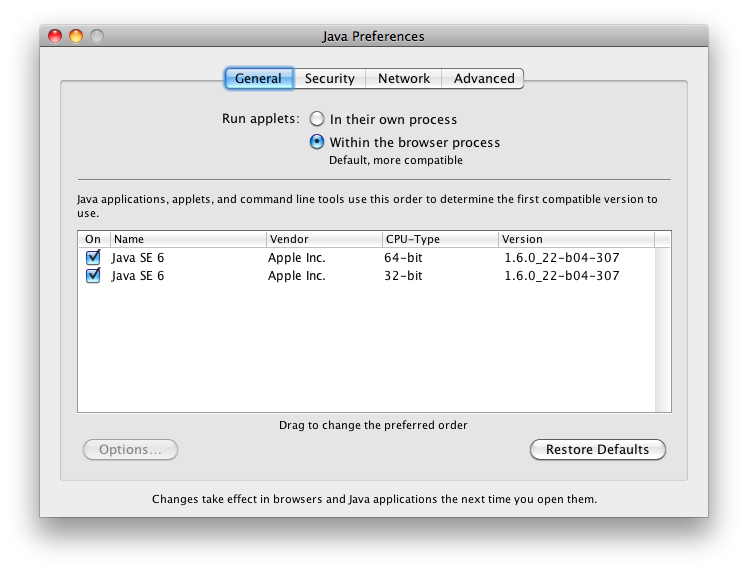 Java Preferences
General Security Network Advanced
Run applets: In their own process
Within the browser process
Default, more compatible
Java applications, applets, and command line tools use this order to determine the first compatible version to
use.
On Name Vendor CPU-Type Version
Java SE 6 Apple Inc. 64-bit 1.6.0_22-b04-307
Java SE 6 Apple Inc. 32-bit 1.6.0_22-b04-307
Drag to change the preferred order
Options... Restore Defaults
Changes take effect in browsers and Java applications the next time you open them.